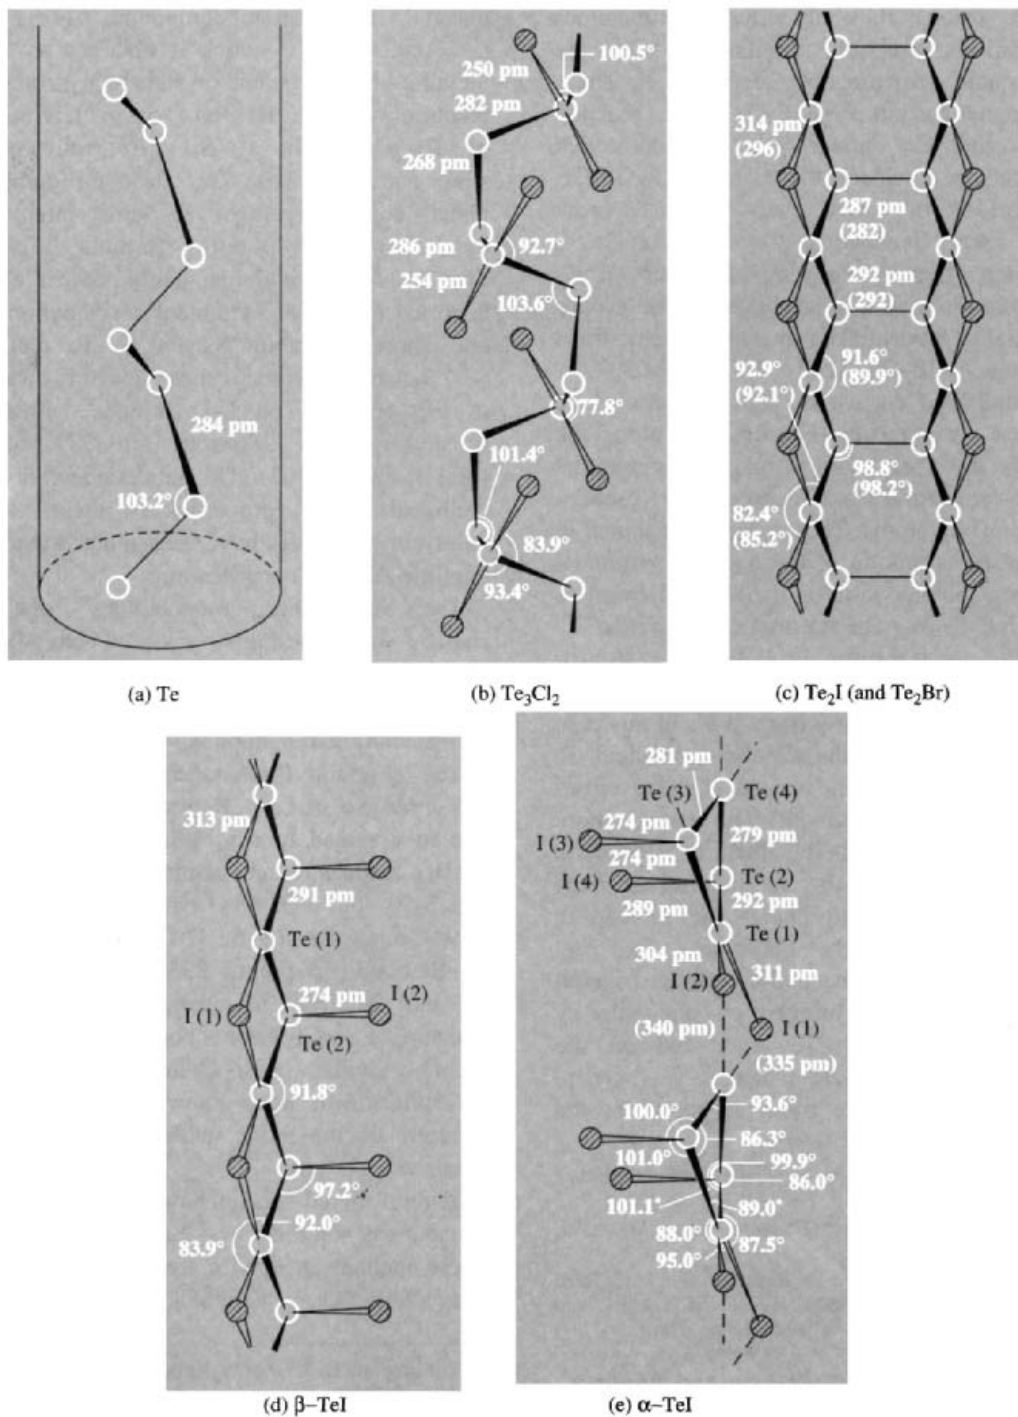 284 pm
103.2°
(a) Te
100.5°
250 pm
282 pm
268 pm
286 pm
92.7°
254 pm
103.6°
77.8°
101.4°
83.9°
93.4°
(b) Te₃Cl₂
314 pm
(296)
287 pm
(282)
292 pm
(292)
92.9°
(92.1°)
91.6°
(89.9°)
98.8°
(98.2°)
82.4°
(85.2°)
(c) Te₂I (and Te₂Br)
313 pm
291 pm
Te (1)
274 pm
I (2)
I (1)
Te (2)
91.8°
97.2°
92.0°
83.9°
(d) β–TeI
281 pm
Te (3)
Te (4)
274 pm
279 pm
I (3)
274 pm
I (4)
Te (2)
292 pm
289 pm
Te (1)
304 pm
311 pm
I (2)
(340 pm)
I (1)
(335 pm)
100.0°
93.6°
86.3°
101.0°
99.9°
86.0°
101.1°
89.0°
88.0°
87.5°
95.0°
(e) α–TeI